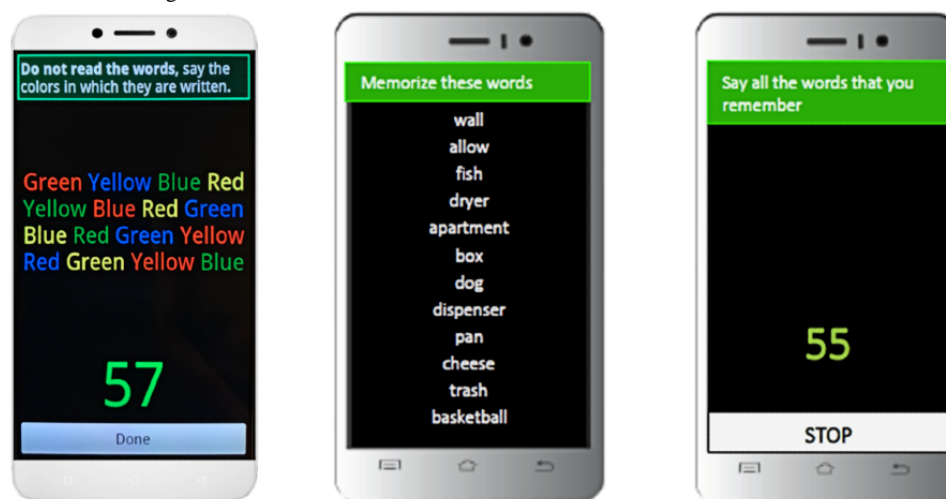 Do not read the words, say the
colors in which they are written.
Green Yellow Blue Red
Yellow Blue Red Green
Blue Red Green Yellow
Red Green Yellow Blue
57
Done
Memorize these words
wall
allow
fish
dryer
apartment
box
dog
dispenser
pan
cheese
trash
basketball
Say all the words that you
remember
55
STOP